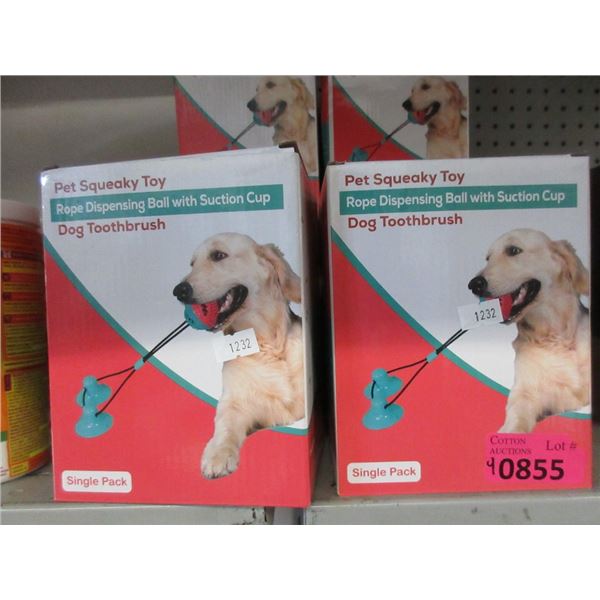 Pet Squeaky Toy
Rope Dispensing Ball with Suction Cup
Dog Toothbrush
1232
Single Pack
Pet Squeaky Toy
Rope Dispensing Ball with Suction Cup
Dog Toothbrush
1232
Single Pack
COTTON
AUCTIONS
Lot #
0855